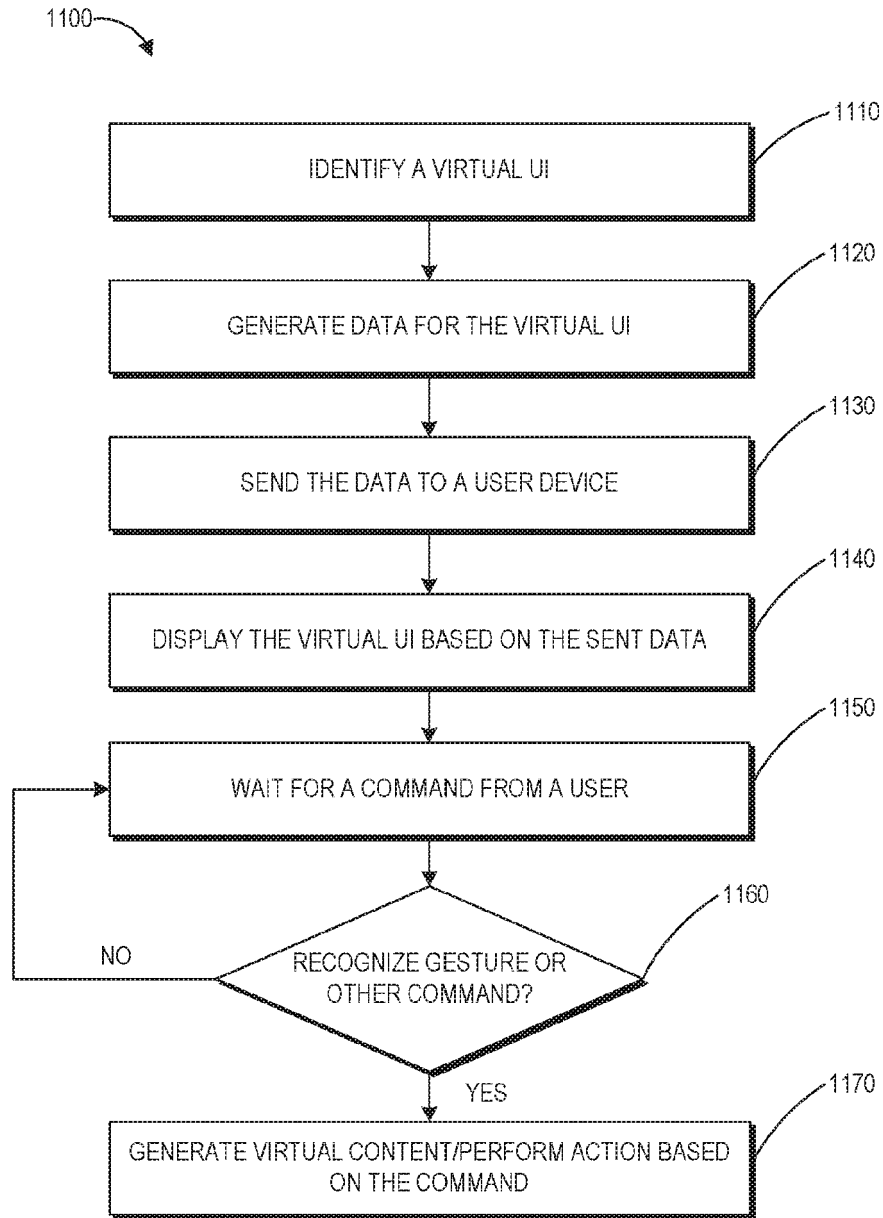 1100
1110
IDENTIFY A VIRTUAL UI
1120
GENERATE DATA FOR THE VIRTUAL UI
1130
SEND THE DATA TO A USER DEVICE
1140
DISPLAY THE VIRTUAL UI BASED ON THE SENT DATA
1150
WAIT FOR A COMMAND FROM A USER
1160
NO
RECOGNIZE GESTURE OR
OTHER COMMAND?
YES
1170
GENERATE VIRTUAL CONTENT/PERFORM ACTION BASED
ON THE COMMAND